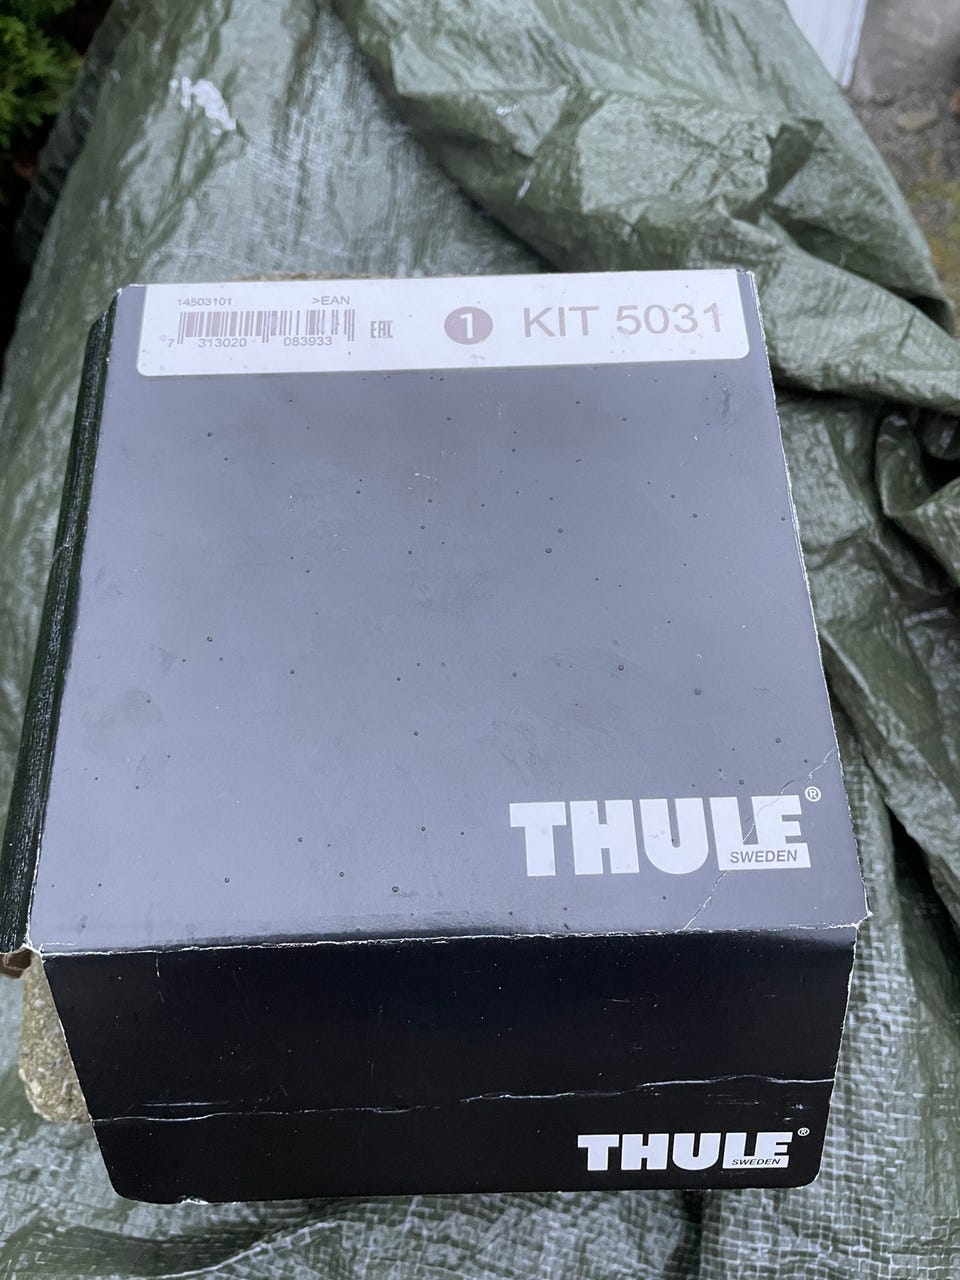 14503101 >EAN
7 313020 083933 EAC 1 KIT 5031
THULE®
SWEDEN
THULE®
SWEDEN